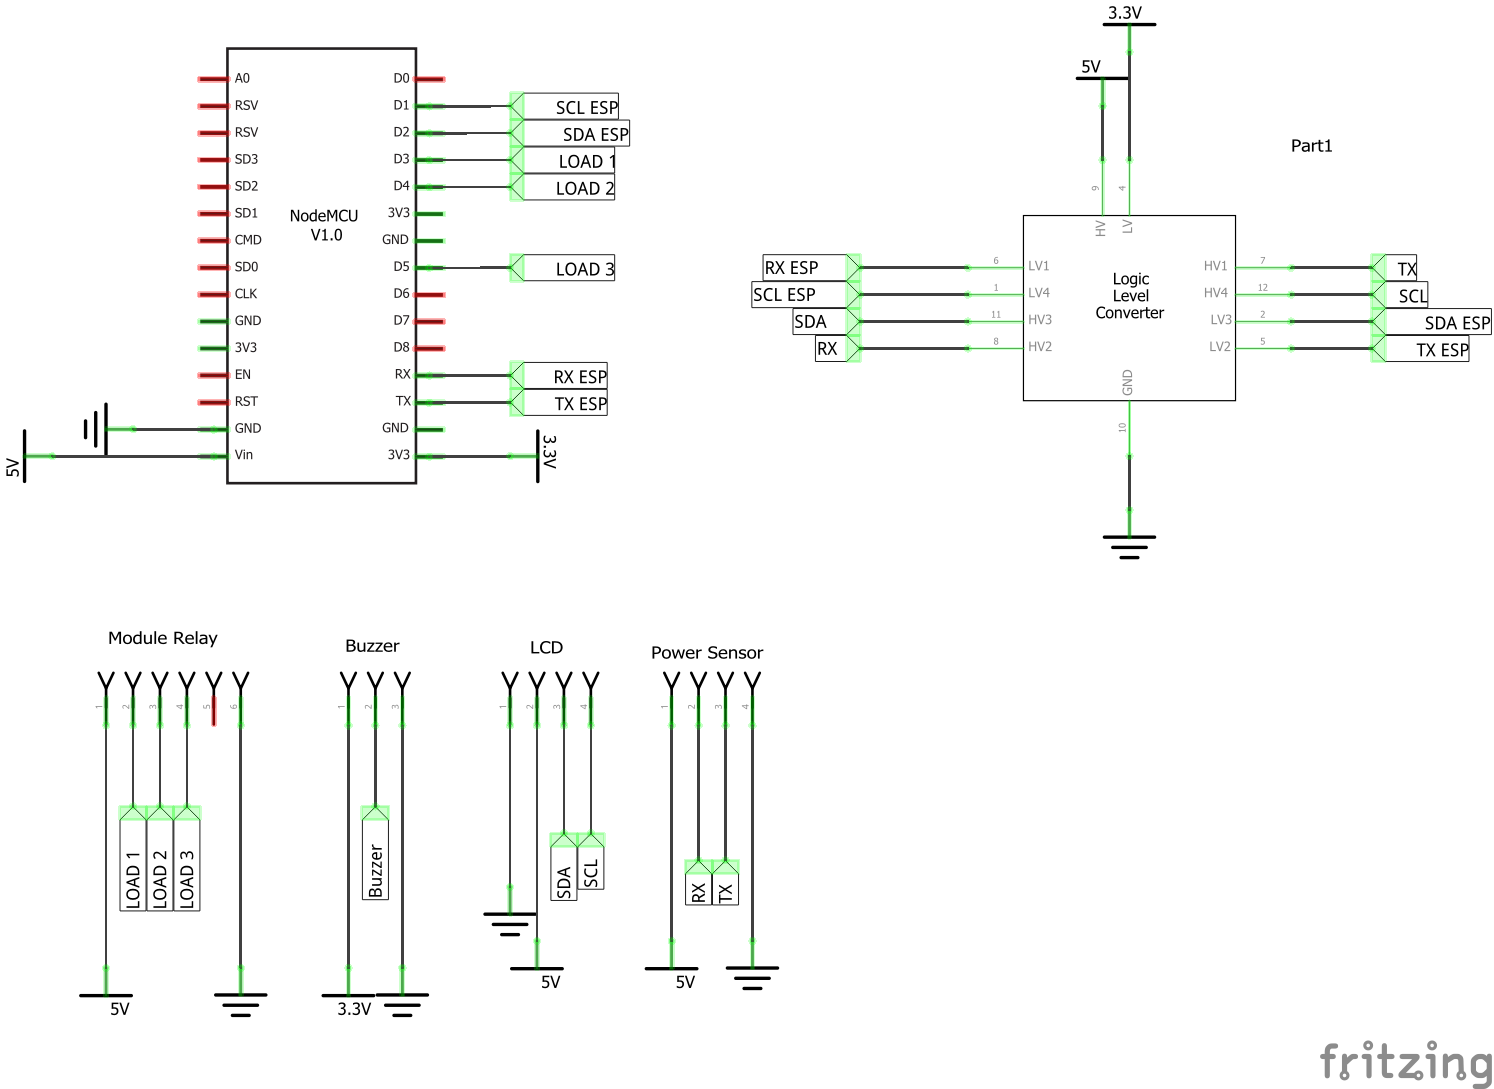 3.3V
5V
A0
D0
RSV
D1
SCL ESP
RSV
D2
SDA ESP
SD3
D3
LOAD 1
SD2
D4
LOAD 2
SD1
3V3
NodeMCU
V1.0
CMD
GND
SD0
D5
LOAD 3
CLK
D6
GND
D7
3V3
D8
EN
RX
RX ESP
RST
TX
TX ESP
GND
GND
Vin
3V3
5V
3.3V
Part1
9
4
HV
LV
RX ESP
6
LV1
HV1
7
TX
SCL ESP
1
LV4
HV4
12
SCL
SDA
11
HV3
LV3
2
SDA ESP
RX
8
HV2
LV2
5
TX ESP
Logic
Level
Converter
GND
10
Module Relay
1
2
3
4
5
6
LOAD 1
LOAD 2
LOAD 3
5V
Buzzer
1
2
3
Buzzer
3.3V
LCD
1
2
3
4
SDA
SCL
5V
Power Sensor
1
2
3
4
RX
TX
5V
fritzing